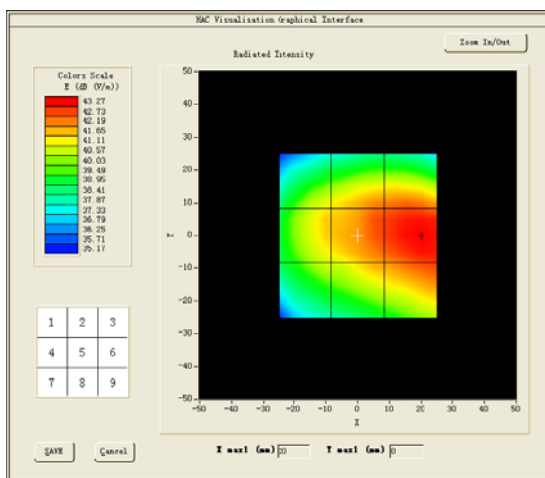 HAC Visualisation Graphical Interface
Zoom In/Out
Radiated Intensity
Colors Scale
E (dB (V/m))
43.27
42.73
42.19
41.65
41.11
40.57
40.03
39.49
38.95
38.41
37.87
37.33
36.79
36.25
35.71
35.17
50
40
30
20
10
0
-10
-20
-30
-40
-50
Y
-50 -40 -30 -20 -10 0 10 20 30 40 50
X
1 2 3
4 5 6
7 8 9
SAVE
Cancel
X max1 (mm)
Y max1 (mm) 0